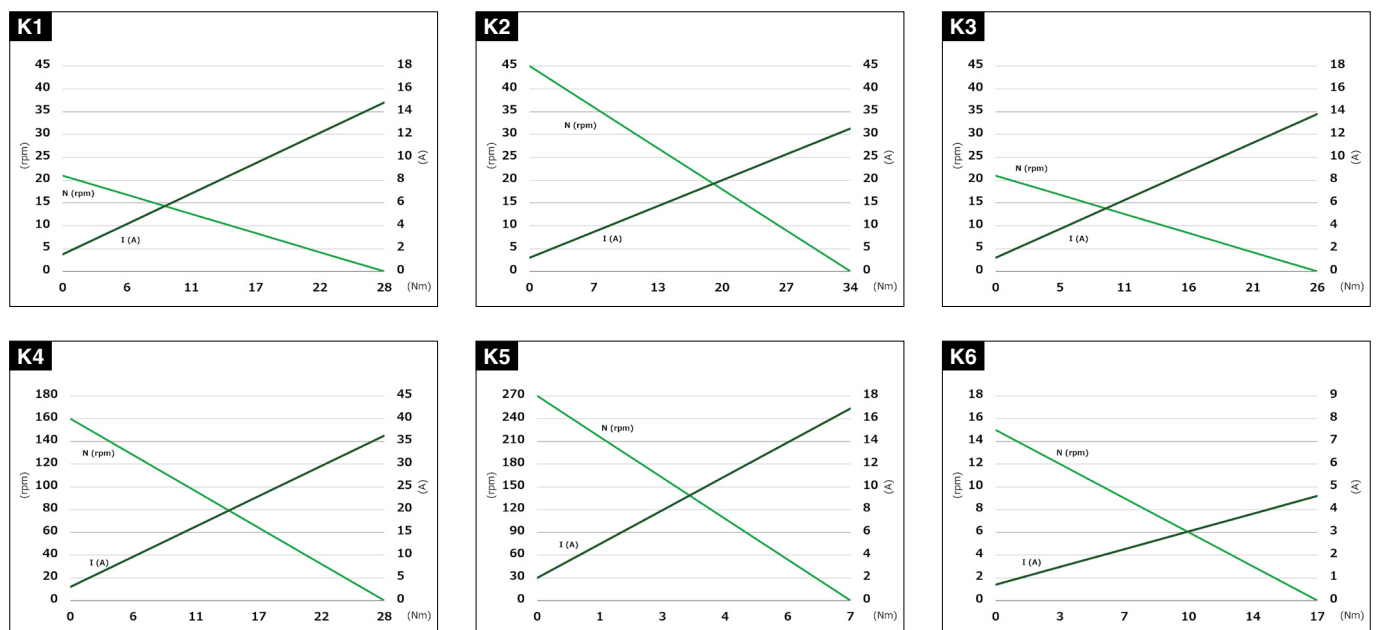 K1
45 18
40 16
35 14
30 12
25 10
20 8
15 6
10 4
5 2
0 0
(rpm)
(A)
N (rpm)
I (A)
0 6 11 17 22 28 (Nm)
K2
45 45
40 40
35 35
30 30
25 25
20 20
15 15
10 10
5 5
0 0
(rpm)
(A)
N (rpm)
I (A)
0 7 13 20 27 34 (Nm)
K3
45 18
40 16
35 14
30 12
25 10
20 8
15 6
10 4
5 2
0 0
(rpm)
(A)
N (rpm)
I (A)
0 5 11 16 21 26 (Nm)
K4
180 45
160 40
140 35
120 30
100 25
80 20
60 15
40 10
20 5
0 0
(rpm)
(A)
N (rpm)
I (A)
0 6 11 17 22 28 (Nm)
K5
270 18
240 16
210 14
180 12
150 10
120 8
90 6
60 4
30 2
0 0
(rpm)
(A)
N (rpm)
I (A)
0 1 3 4 6 7 (Nm)
K6
18 9
16 8
14 7
12 6
10 5
8 4
6 3
4 2
2 1
0 0
(rpm)
(A)
N (rpm)
I (A)
0 3 7 10 14 17 (Nm)